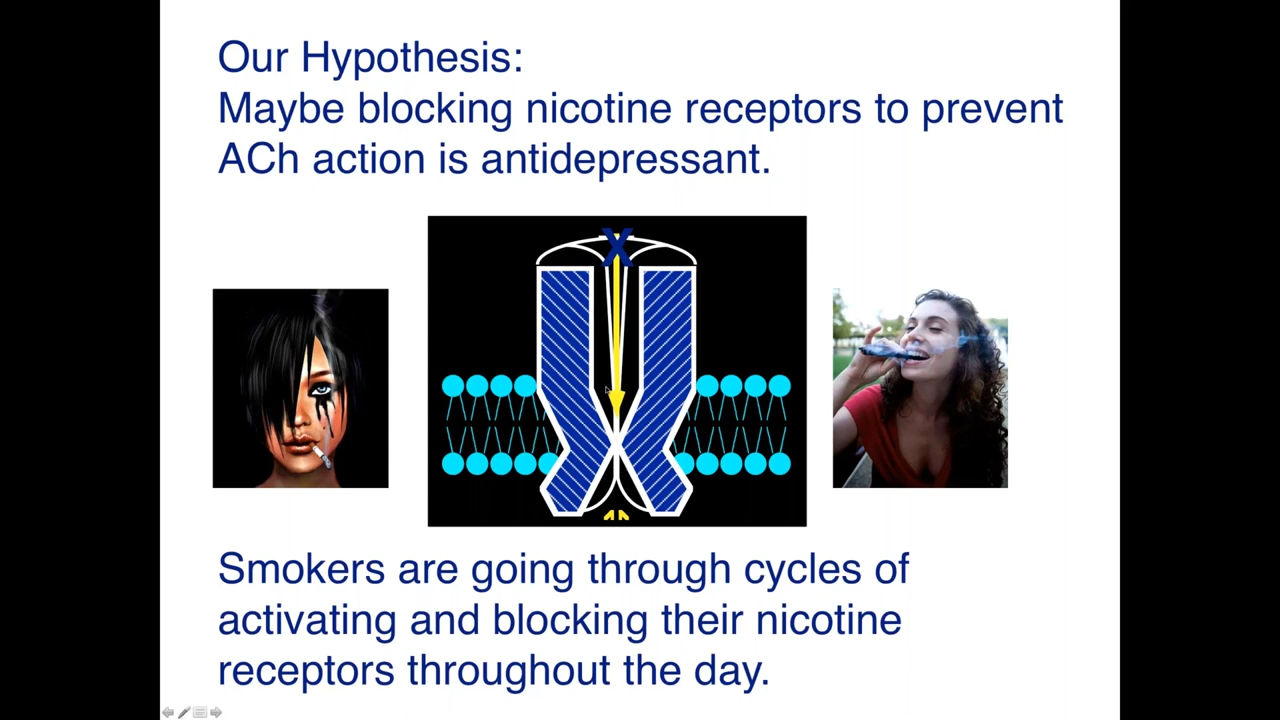 Our Hypothesis:
Maybe blocking nicotine receptors to prevent
ACh action is antidepressant.
X
Smokers are going through cycles of
activating and blocking their nicotine
receptors throughout the day.